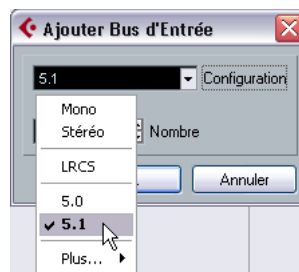 Ajouter Bus d'Entrée
5.1 Configuration
Mono
Stéréo
Nombre
LRCS
Annuler
5.0
5.1
Plus...